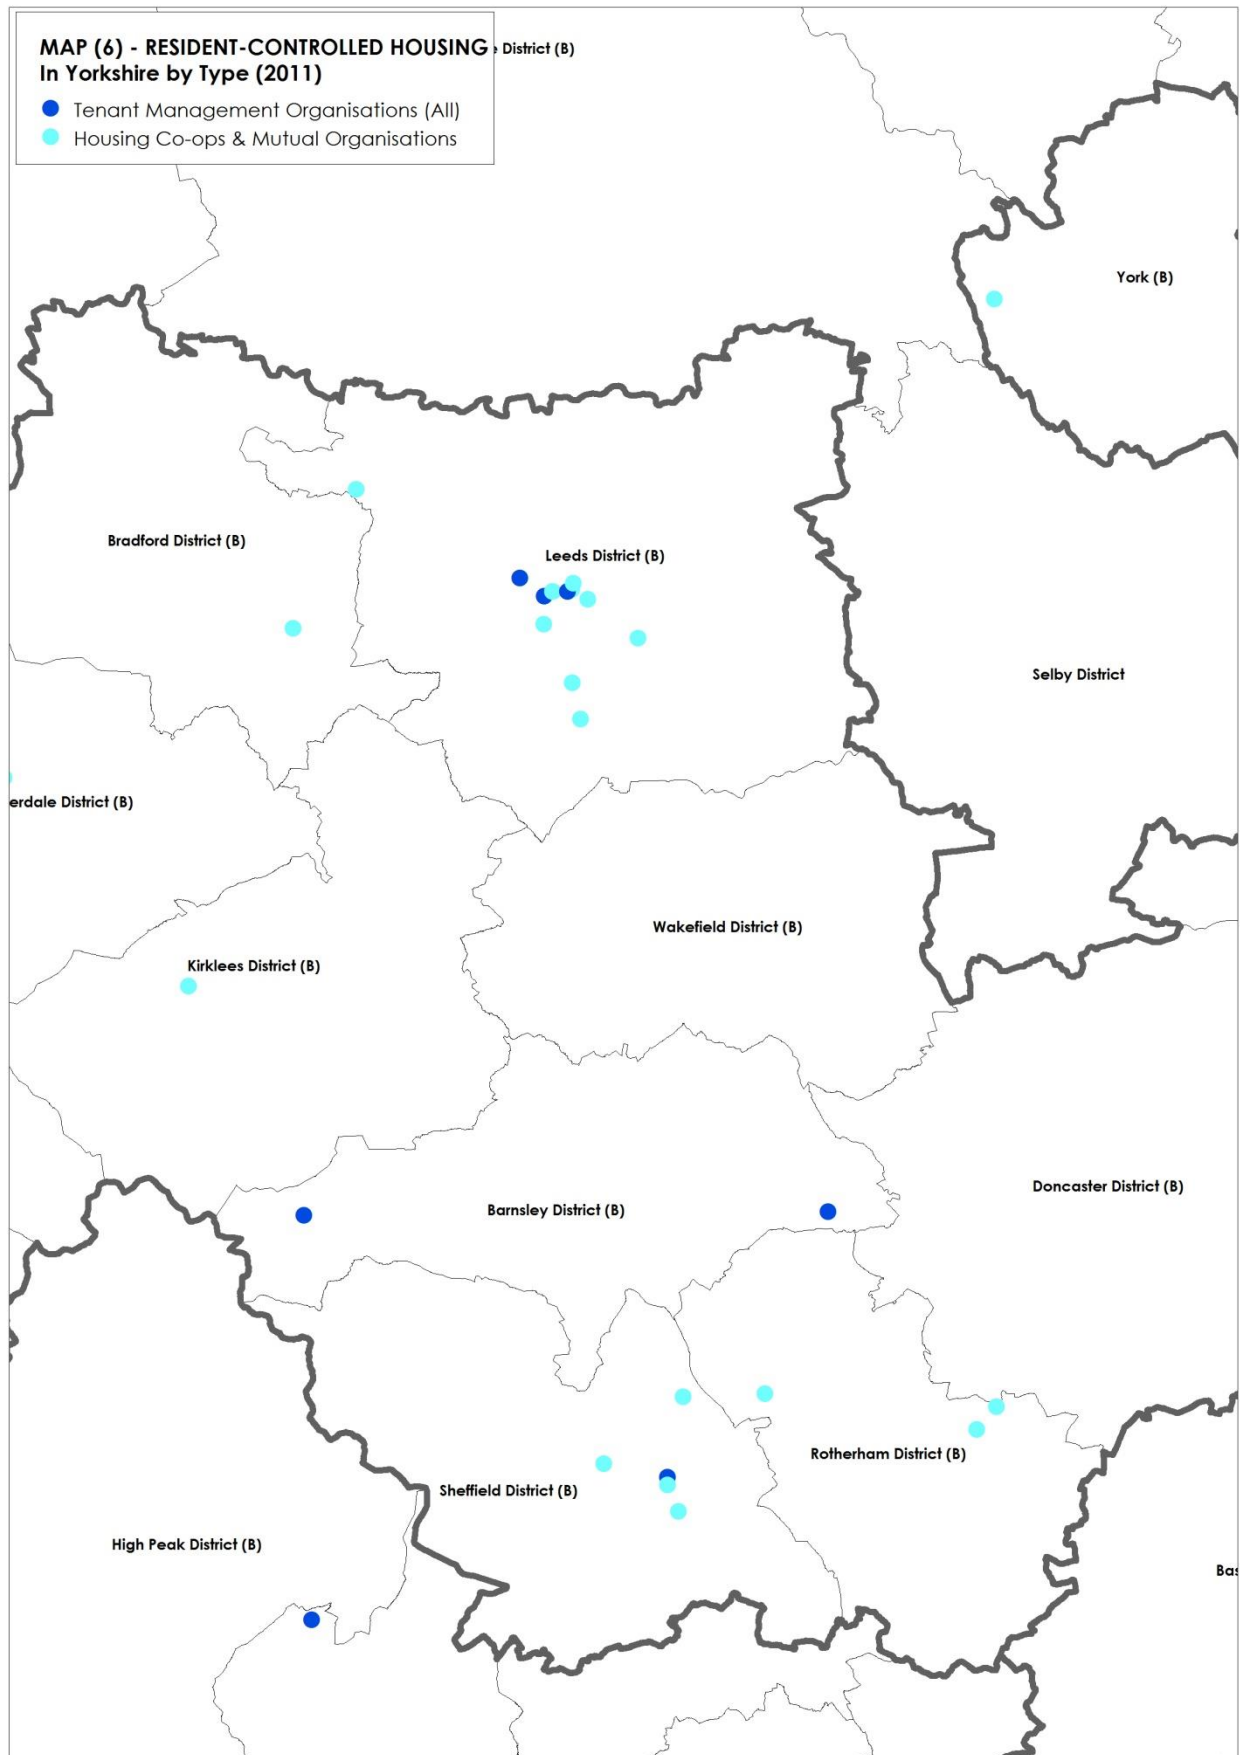 MAP (6) - RESIDENT-CONTROLLED HOUSING
In Yorkshire by Type (2011)
Tenant Management Organisations (All)
Housing Co-ops & Mutual Organisations
e District (B)
York (B)
Bradford District (B)
Leeds District (B)
Selby District
erdale District (B)
Wakefield District (B)
Kirklees District (B)
Doncaster District (B)
Barnsley District (B)
Rotherham District (B)
Sheffield District (B)
High Peak District (B)
Bas